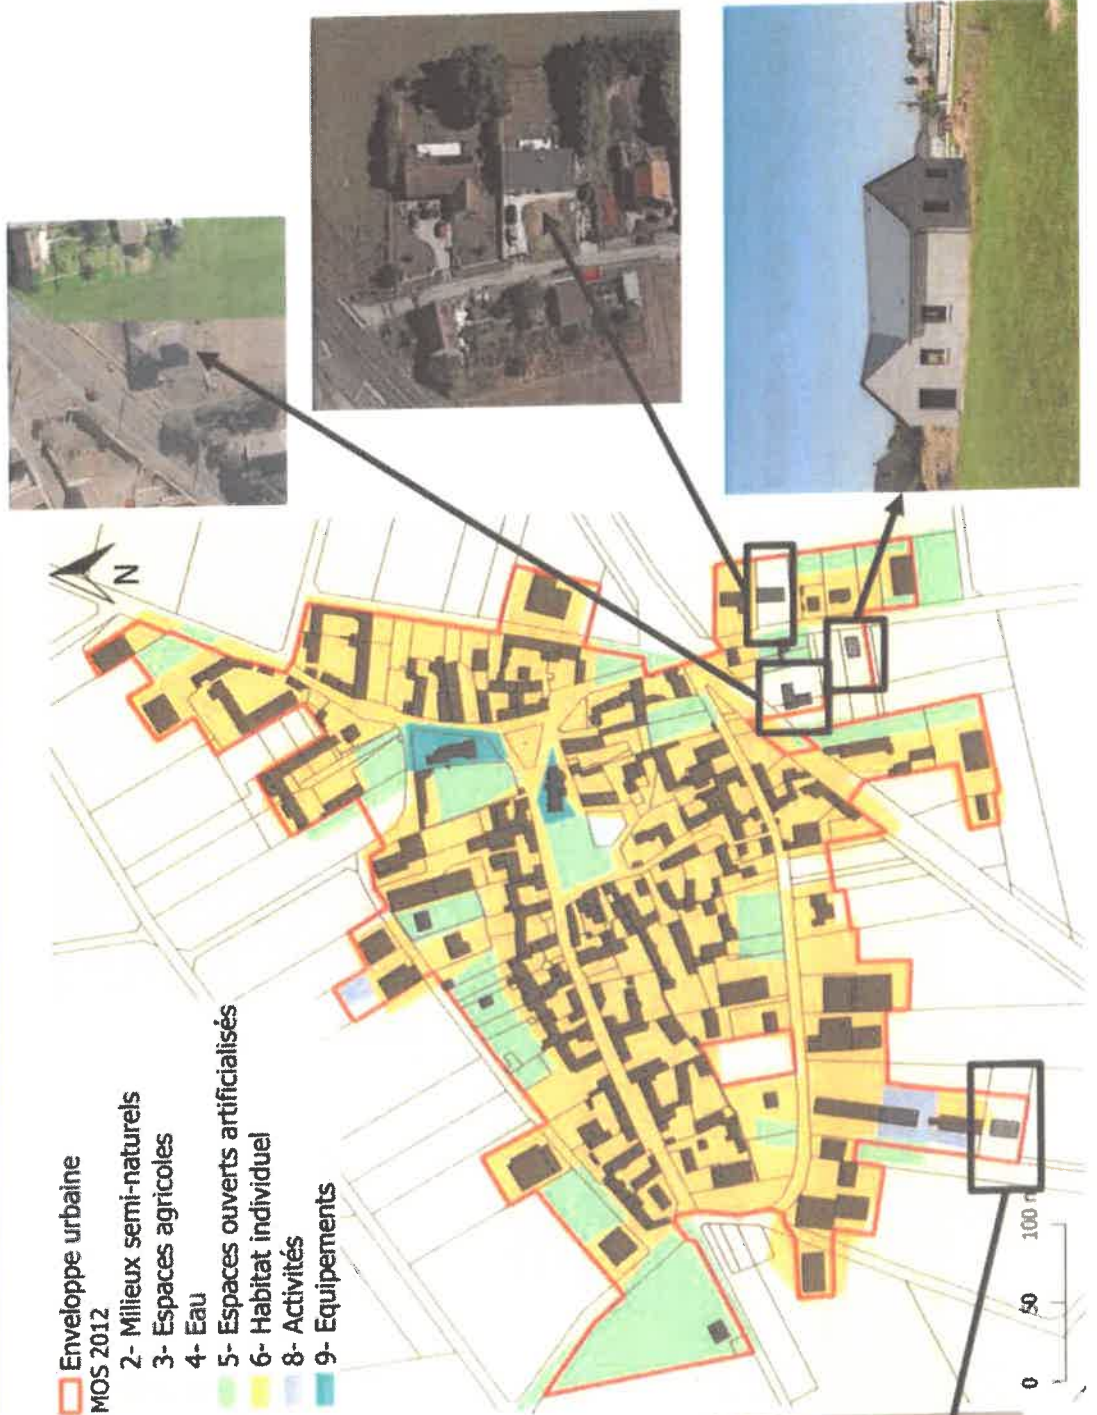 Enveloppe urbaine
MOS 2012
2- Milieux semi-naturels
3- Espaces agricoles
4- Eau
5- Espaces ouverts artificialisés
6- Habitat individuel
8- Activités
9- Equipements
N
0 50 100 m